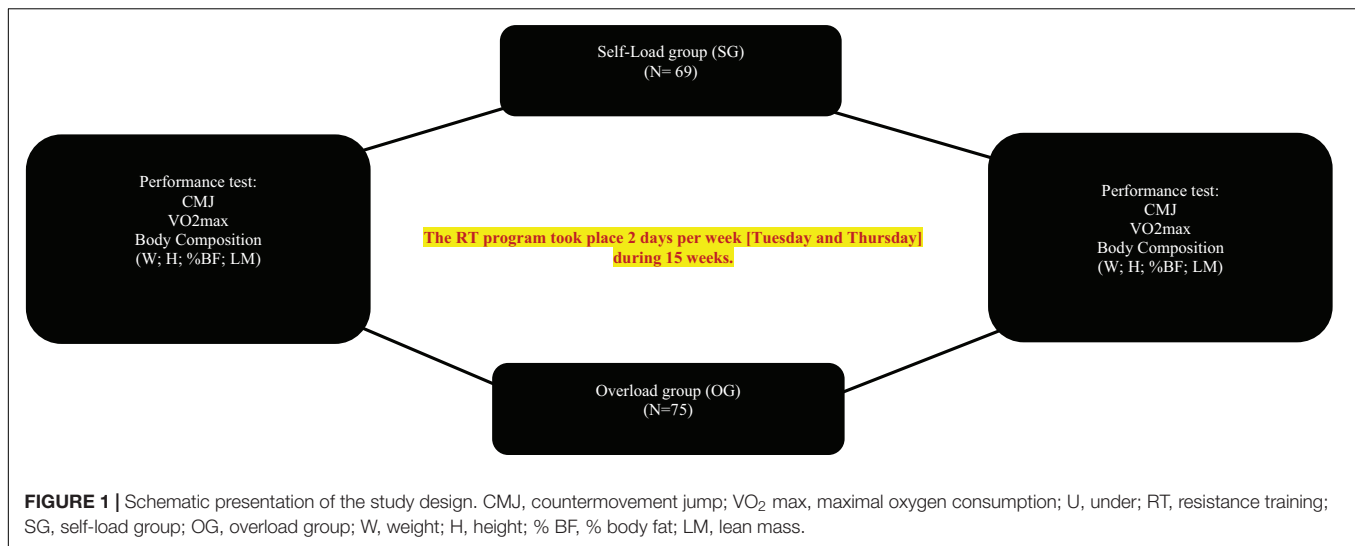 Self-Load group (SG)
(N= 69)
Performance test:
CMJ
VO2max
Body Composition
(W; H; %BF; LM)
The RT program took place 2 days per week [Tuesday and Thursday]
during 15 weeks.
Performance test:
CMJ
VO2max
Body Composition
(W; H; %BF; LM)
Overload group (OG)
(N=75)
FIGURE 1 | Schematic presentation of the study design. CMJ, countermovement jump; VO₂ max, maximal oxygen consumption; U, under; RT, resistance training;
SG, self-load group; OG, overload group; W, weight; H, height; % BF, % body fat; LM, lean mass.